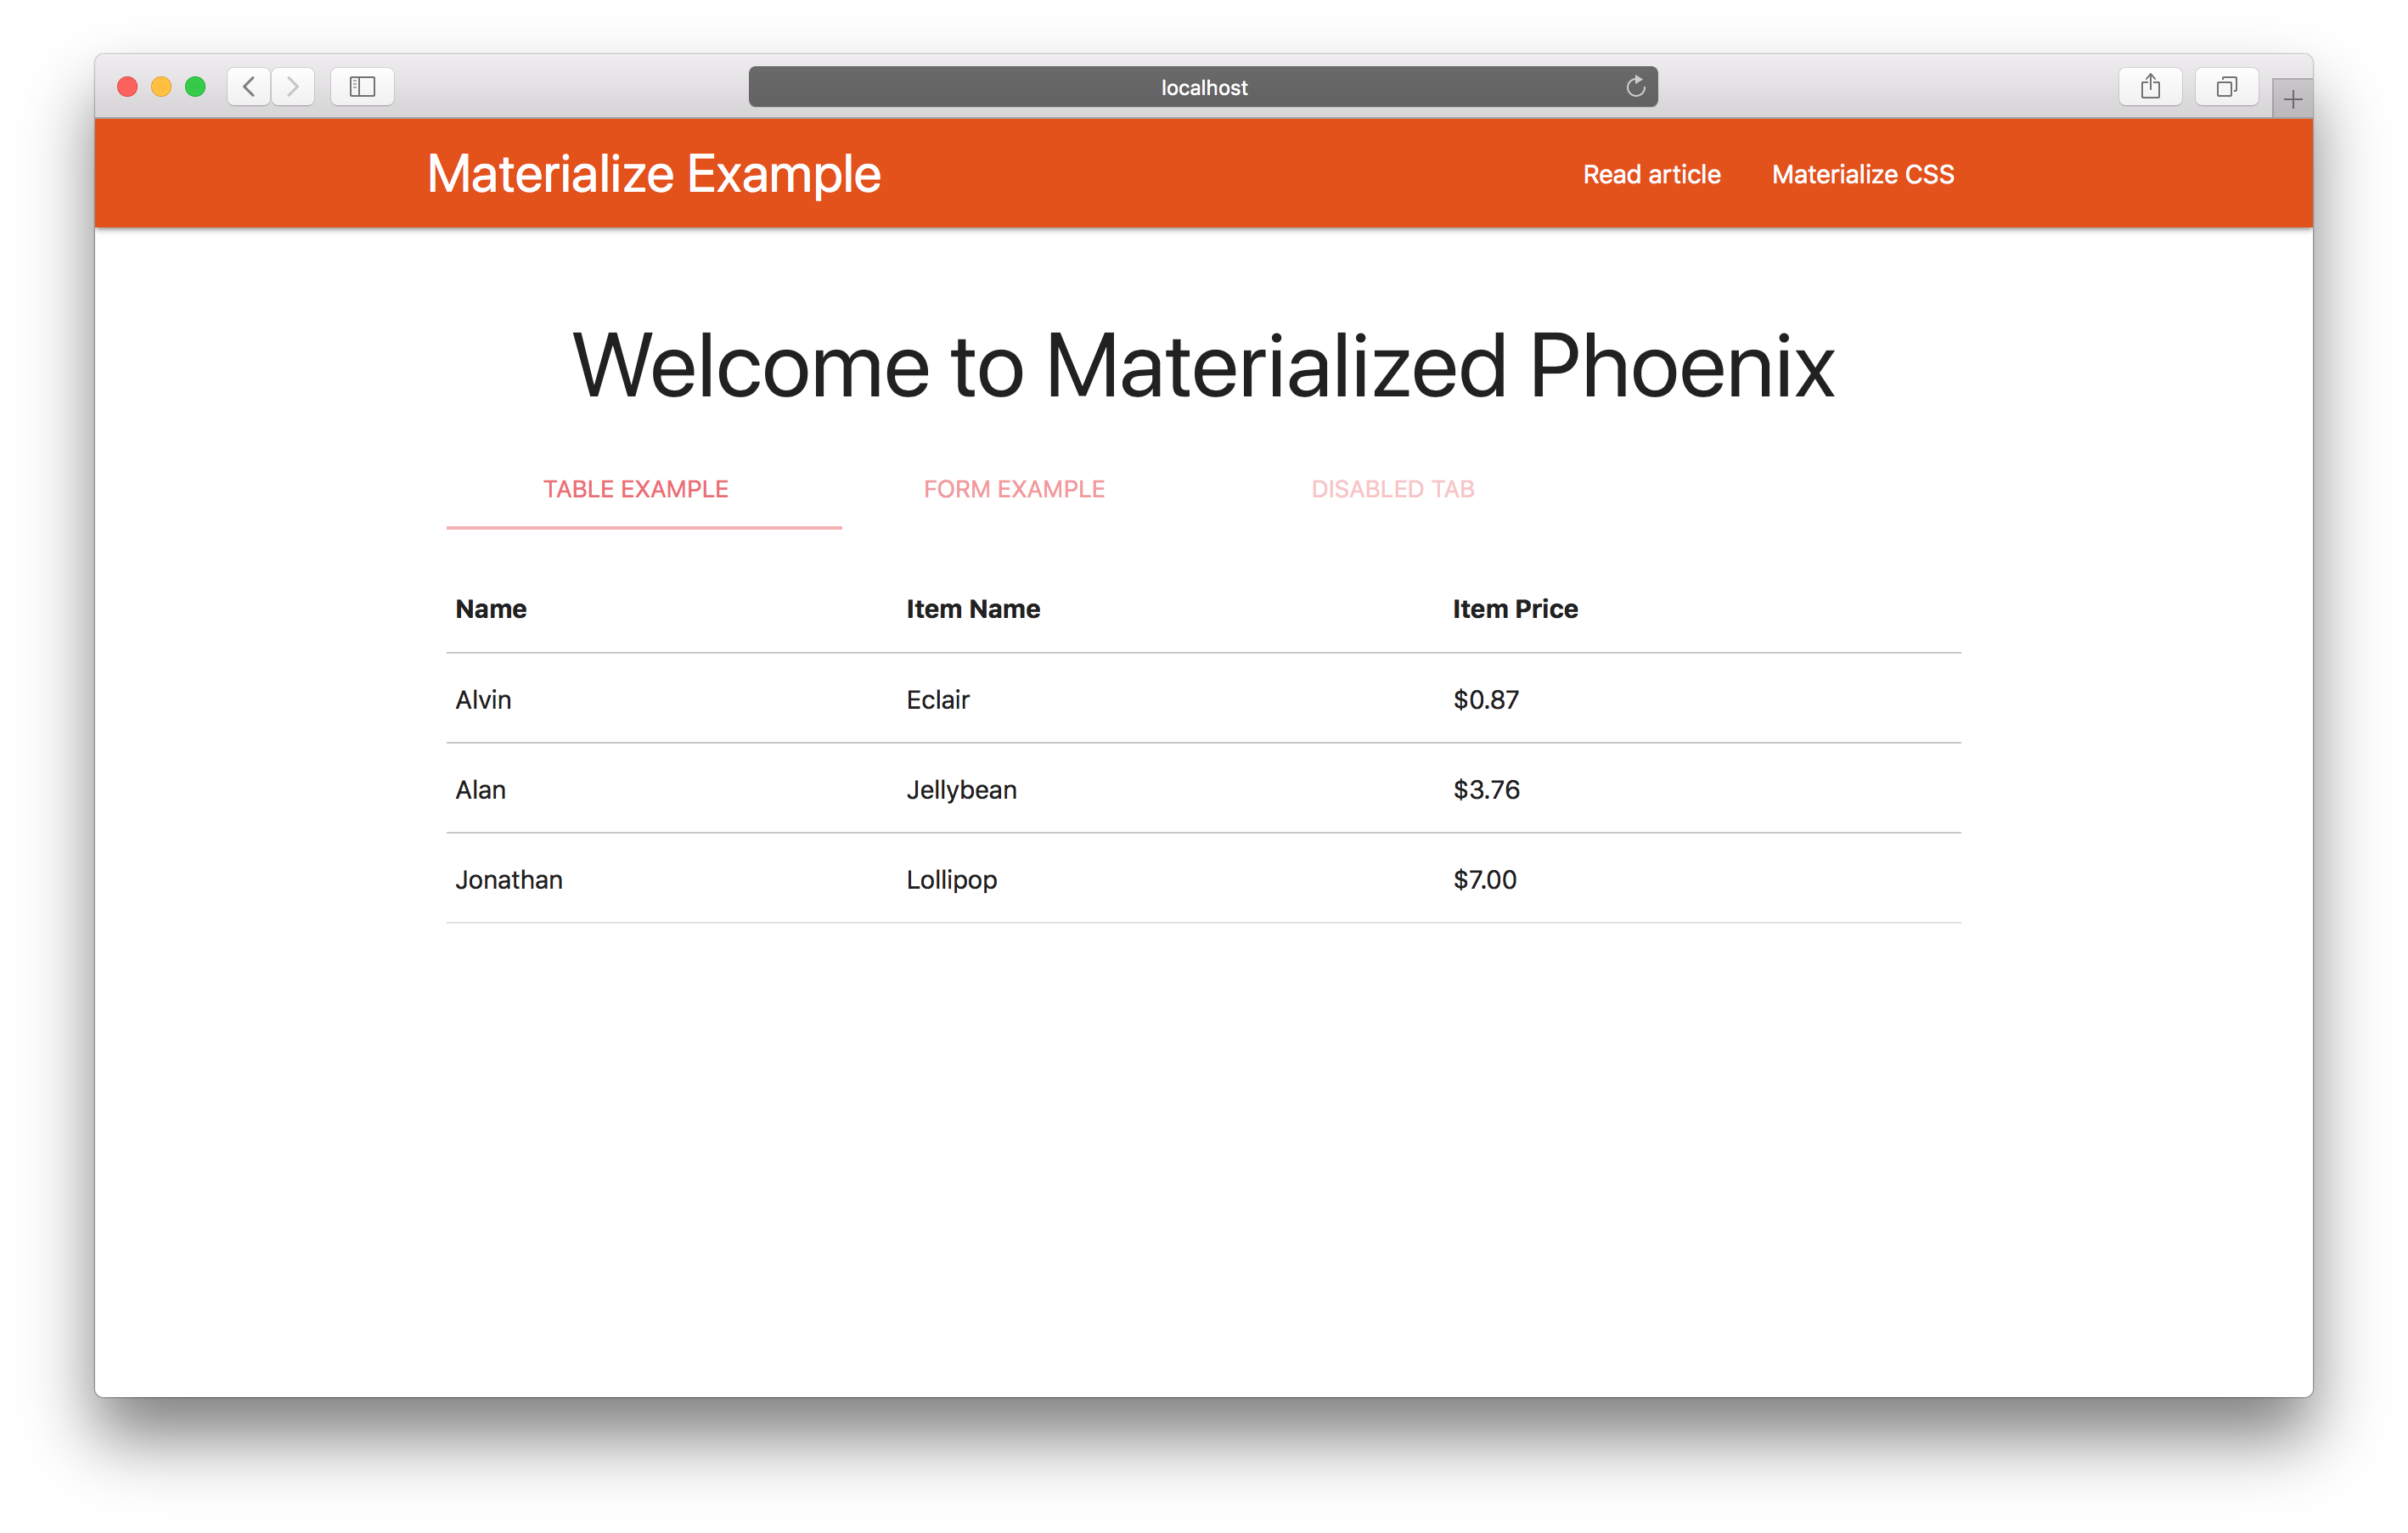 localhost
Materialize Example Read article Materialize CSS
Welcome to Materialized Phoenix
TABLE EXAMPLE FORM EXAMPLE DISABLED TAB
Name Item Name Item Price
Alvin Eclair $0.87
Alan Jellybean $3.76
Jonathan Lollipop $7.00